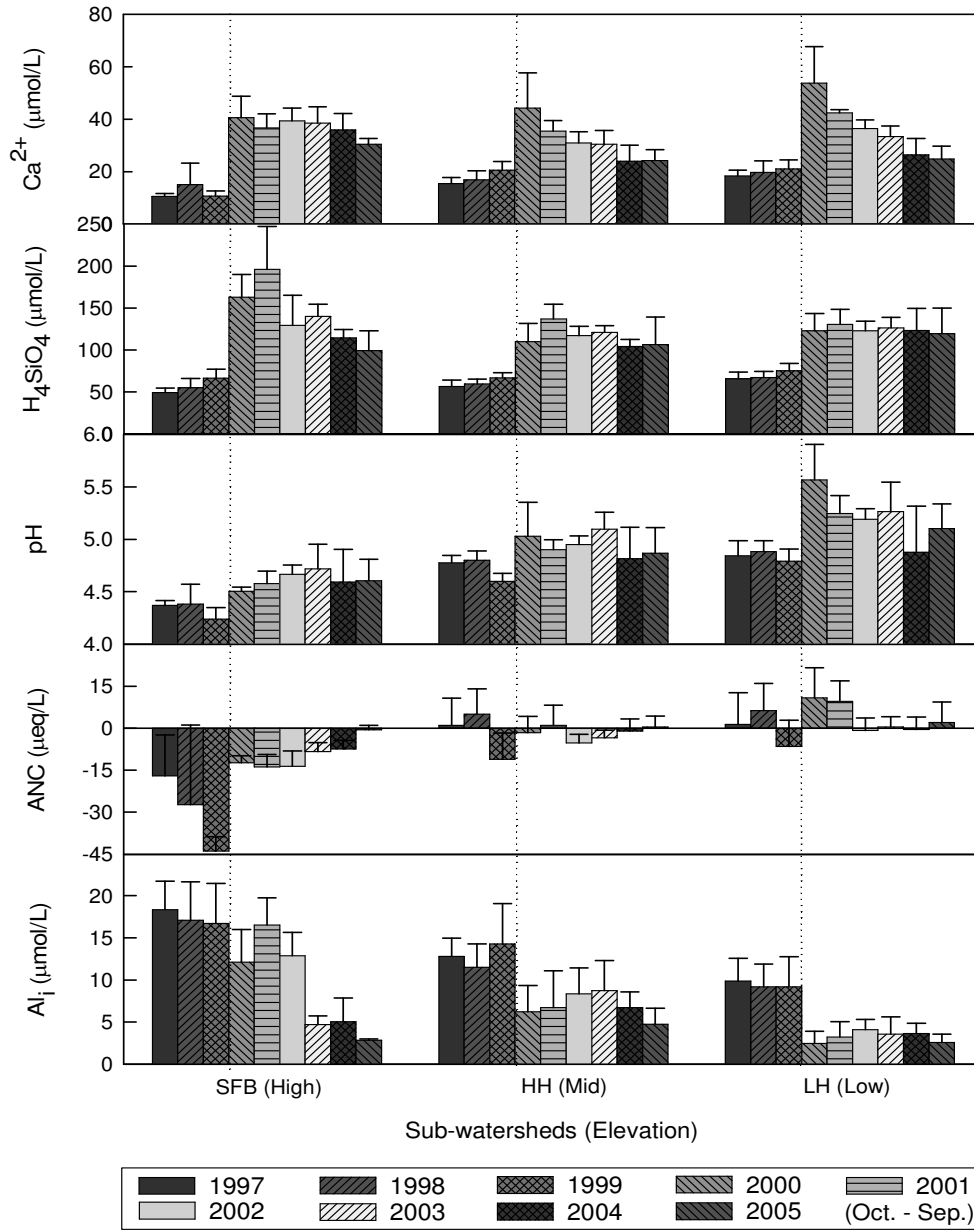 80
60
40
20
Ca2+ (µmol/L)
250
200
150
100
50
0
H4SiO4 (µmol/L)
6.0
5.5
5.0
4.5
4.0
pH
15
0
-15
-30
-45
ANC (µeq/L)
20
15
10
5
0
Ali (µmol/L)
SFB (High) HH (Mid) LH (Low)
Sub-watersheds (Elevation)
1997 1998 1999 2000 2001
2002 2003 2004 2005 (Oct. - Sep.)